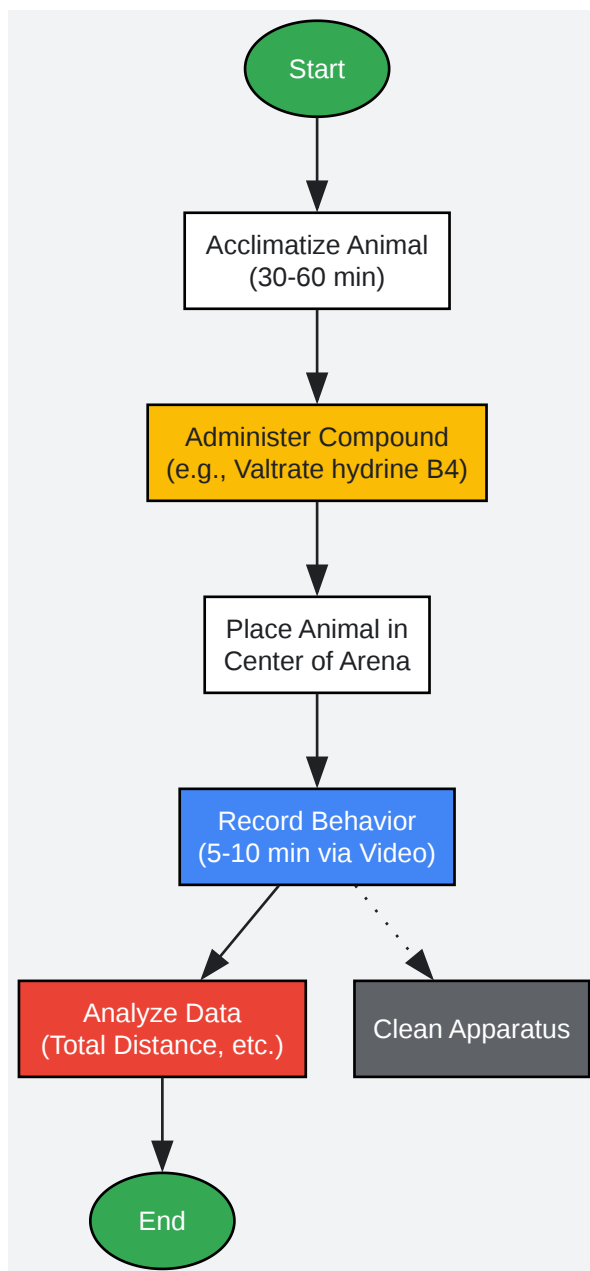 Start
Acclimatize Animal
(30-60 min)
Administer Compound
(e.g., Valtrate hydrine B4)
Place Animal in
Center of Arena
Record Behavior
(5-10 min via Video)
Analyze Data
(Total Distance, etc.)
Clean Apparatus
End